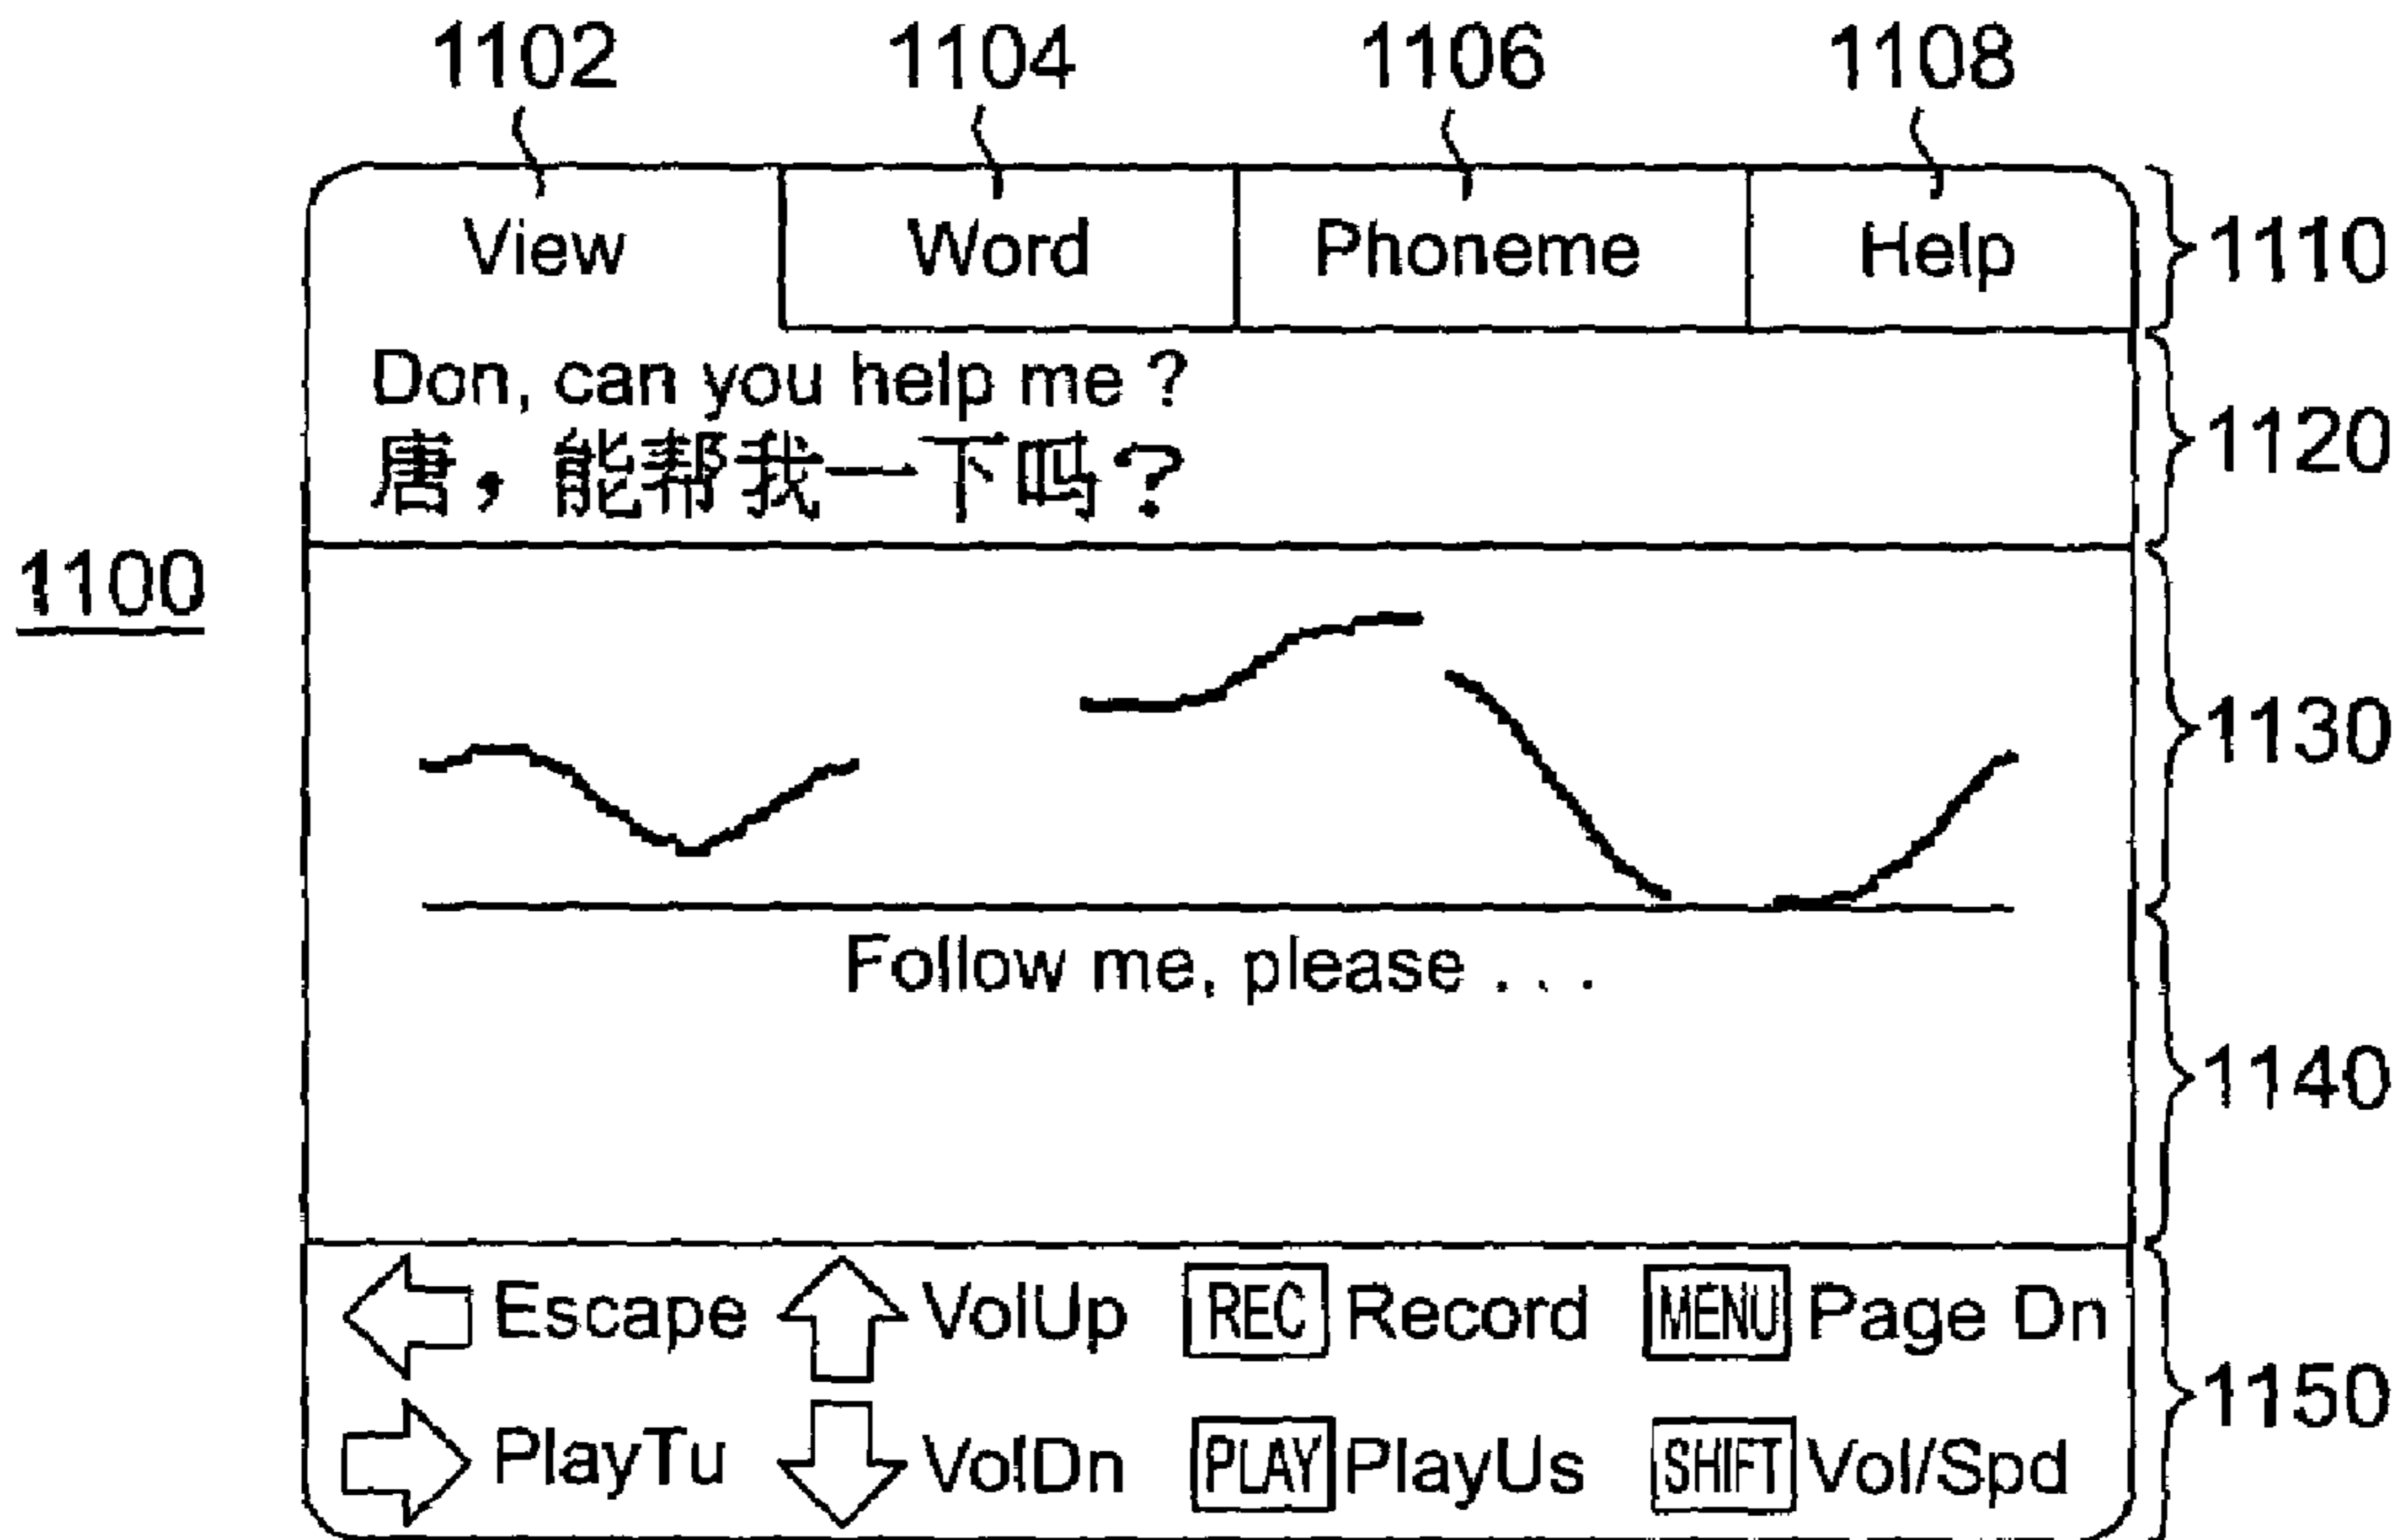 1102 1104 1106 1108
View Word Phoneme Help 1110
Don, can you help me ?
唐，能帮我一下吗？ 1120
1100
1130
Follow me, please . . .
1140
Escape VolUp REC Record MENU Page Dn
1150
PlayTu VolDn PLAY PlayUs SHIFT Vol/Spd